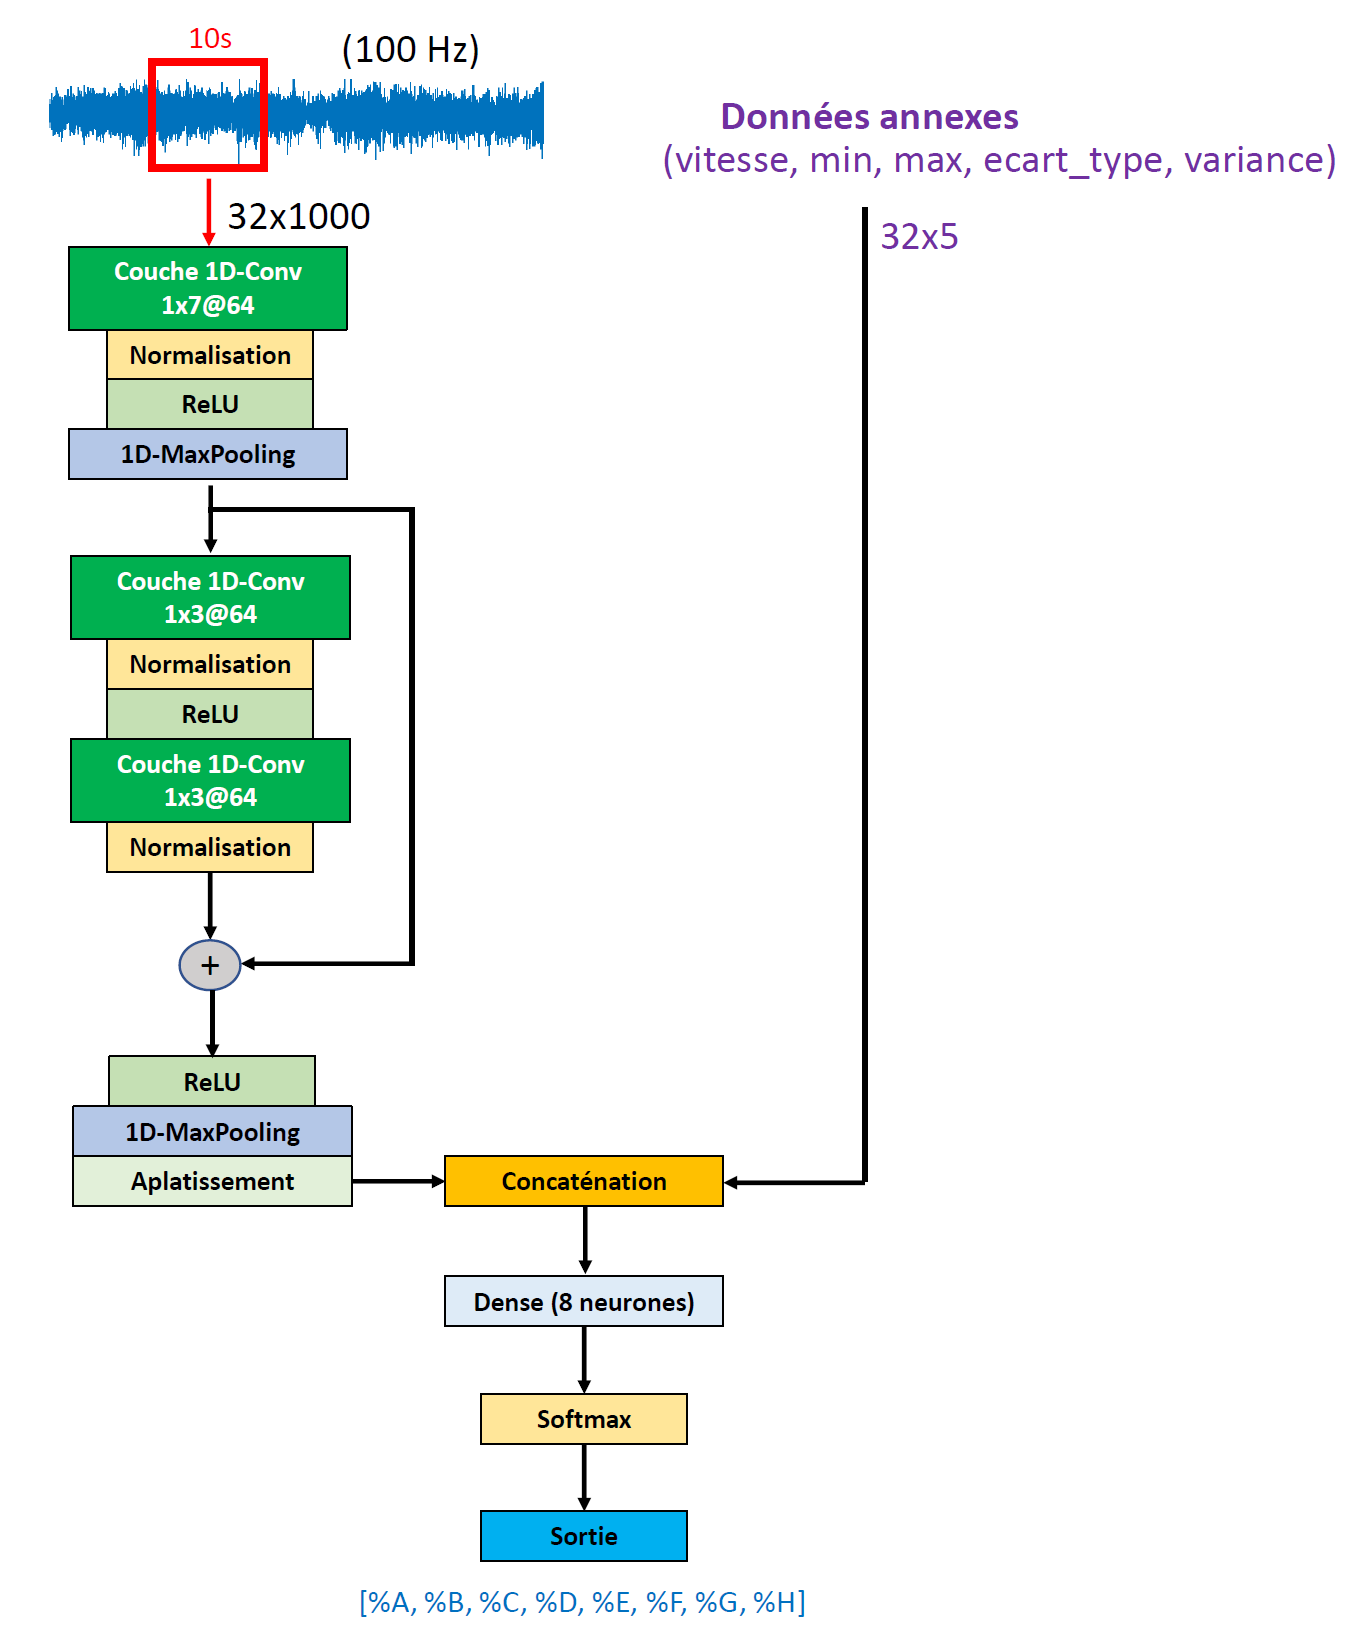 10s
(100 Hz)
Données annexes
(vitesse, min, max, ecart_type, variance)
32x1000
32x5
Couche 1D-Conv
1x7@64
Normalisation
ReLU
1D-MaxPooling
Couche 1D-Conv
1x3@64
Normalisation
ReLU
Couche 1D-Conv
1x3@64
Normalisation
+
ReLU
1D-MaxPooling
Aplatissement
Concaténation
Dense (8 neurones)
Softmax
Sortie
[%A, %B, %C, %D, %E, %F, %G, %H]